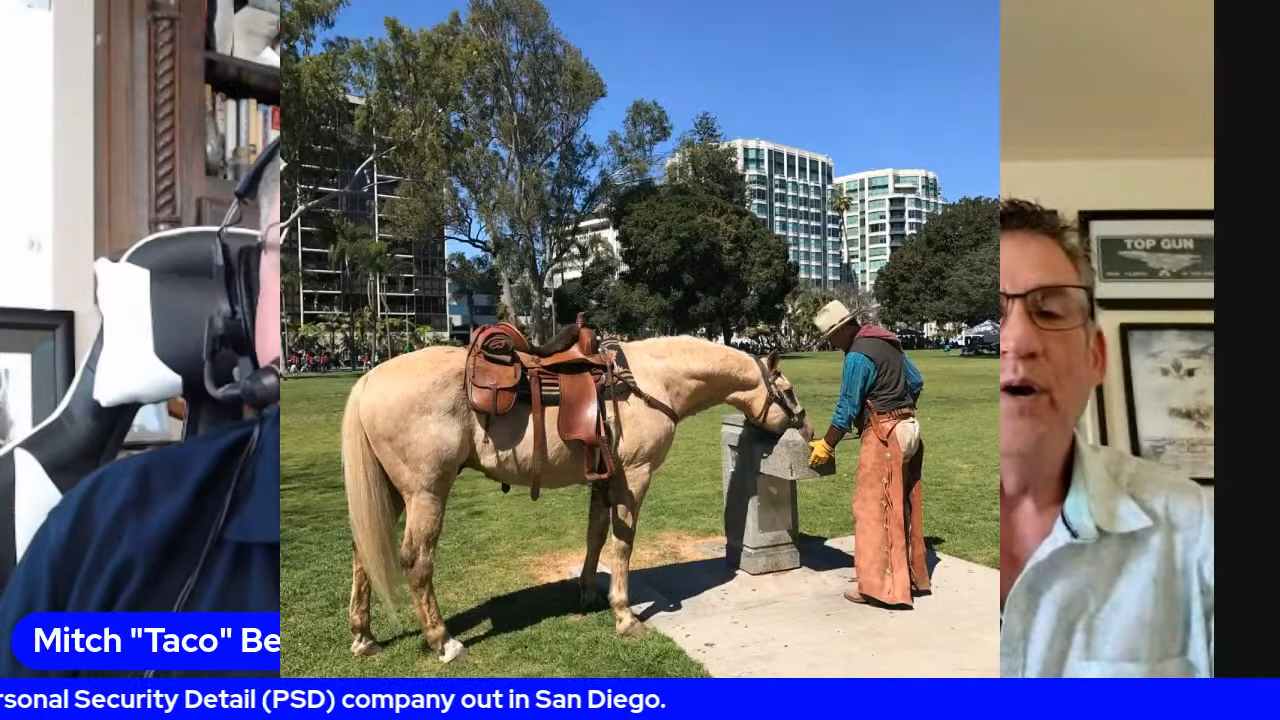 TOP GUN
Mitch "Taco" Be
rsonal Security Detail (PSD) company out in San Diego.